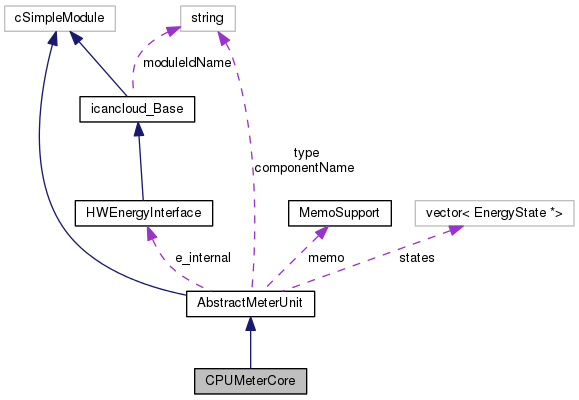 cSimpleModule
string
moduleIdName
icancloud_Base
type
componentName
HWEnergyInterface
MemoSupport
vector< EnergyState *>
e_internal
memo
states
AbstractMeterUnit
CPUMeterCore